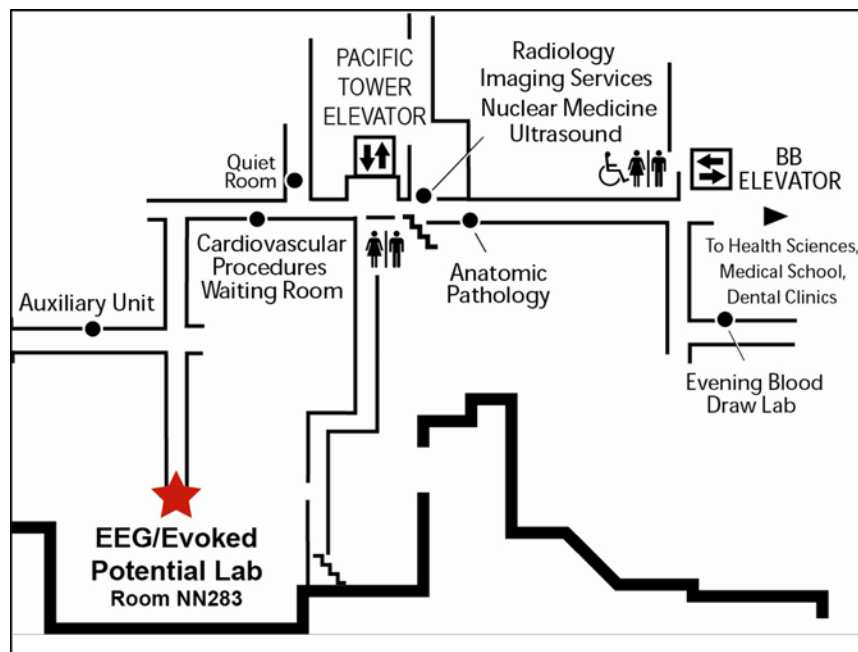 PACIFIC
TOWER
ELEVATOR
Radiology
Imaging Services
Nuclear Medicine
Ultrasound
Quiet
Room
BB
ELEVATOR
Cardiovascular
Procedures
Waiting Room
Anatomic
Pathology
To Health Sciences,
Medical School,
Dental Clinics
Auxiliary Unit
Evening Blood
Draw Lab
EEG/Evoked
Potential Lab
Room NN283